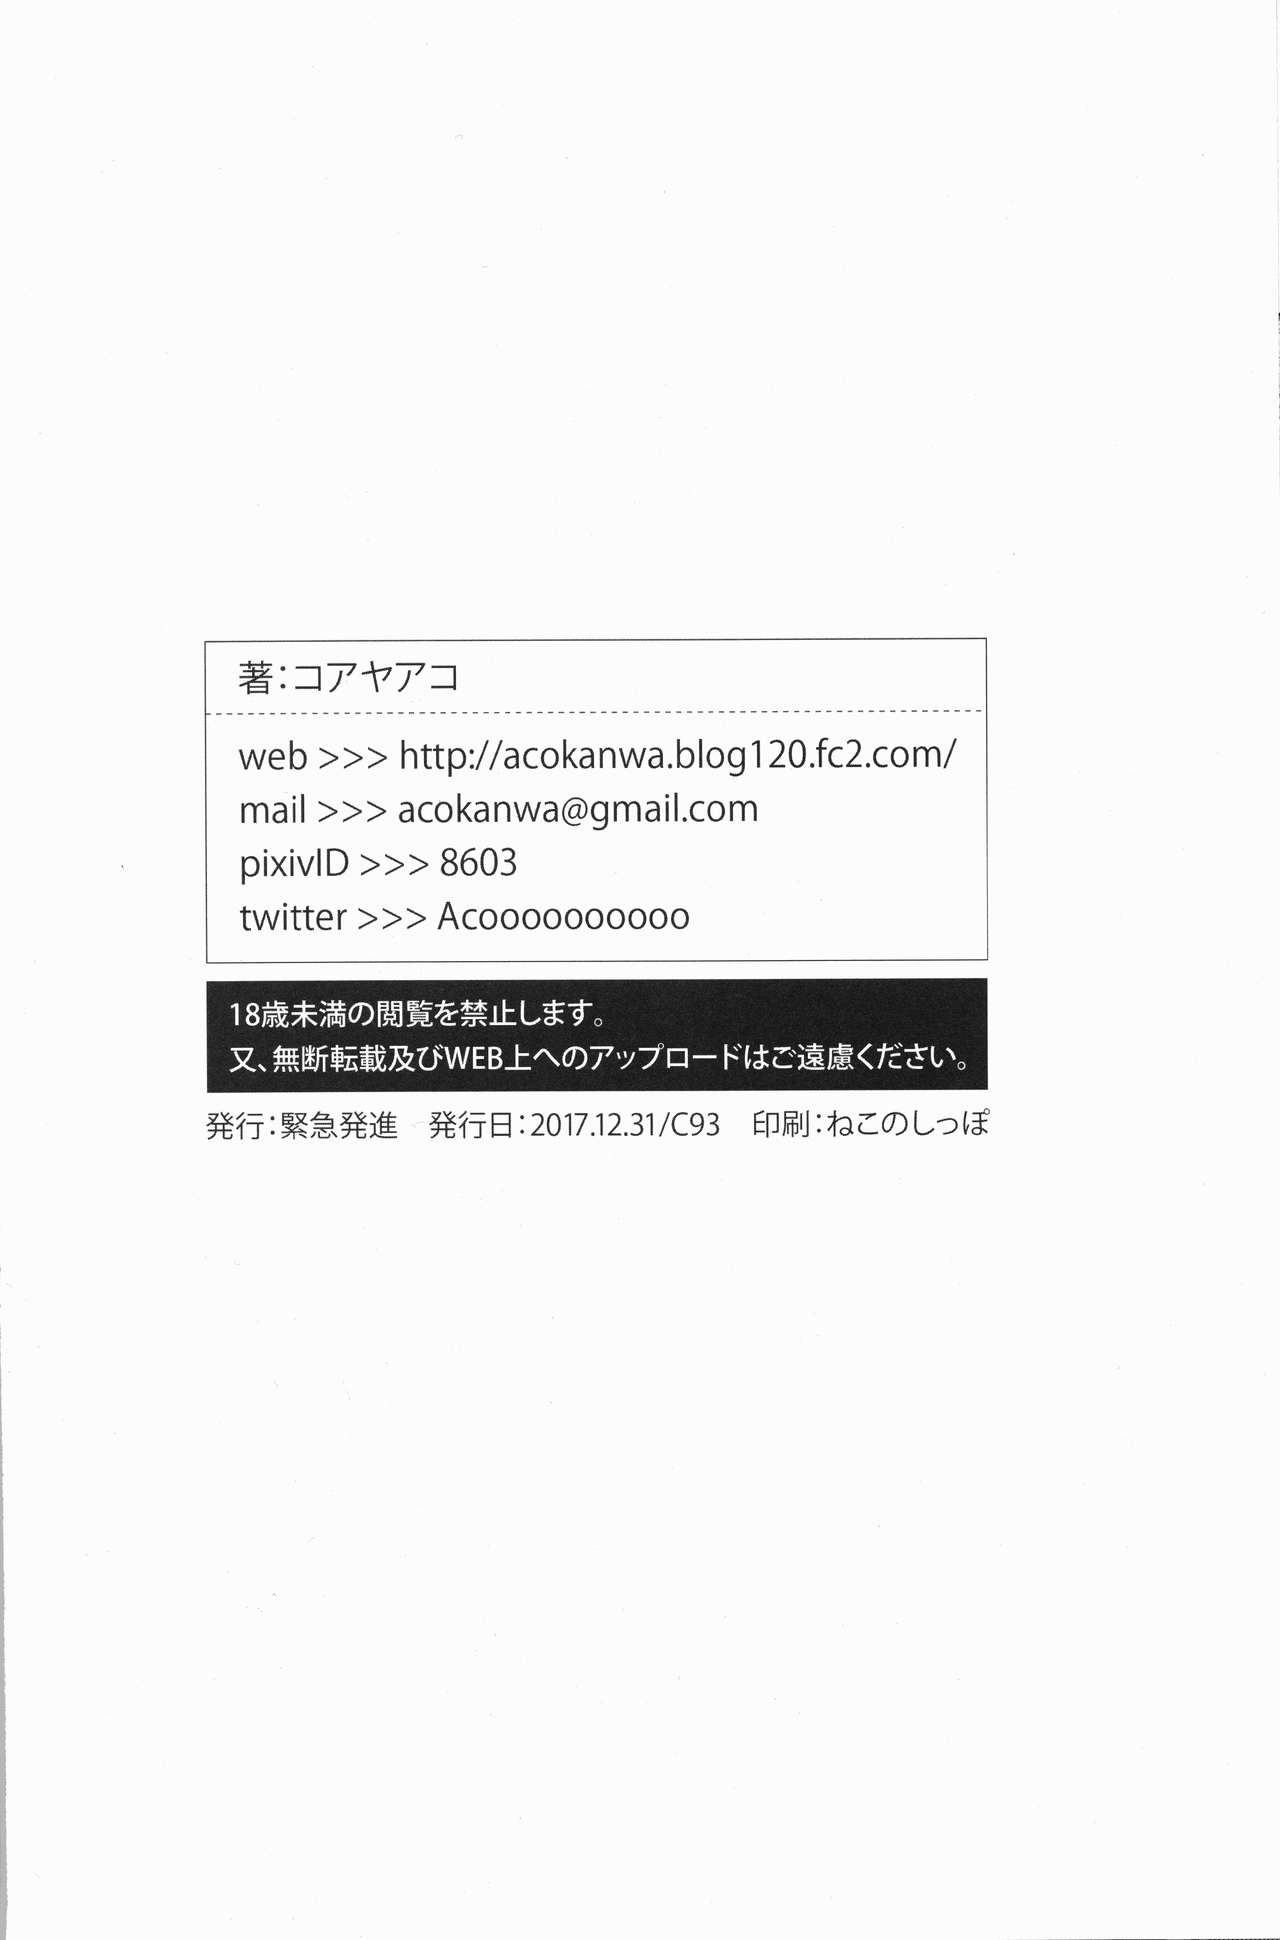 著：コアヤアコ
web >>> http://acokanwa.blog120.fc2.com/
mail >>> acokanwa@gmail.com
pixivID >>> 8603
twitter >>> Acoooooooooo
18歳未満の閲覧を禁止します。
又、無断転載及びWEB上へのアップロードはご遠慮ください。
発行：緊急発進　発行日：2017.12.31/C93　印刷：ねこのしっぽ